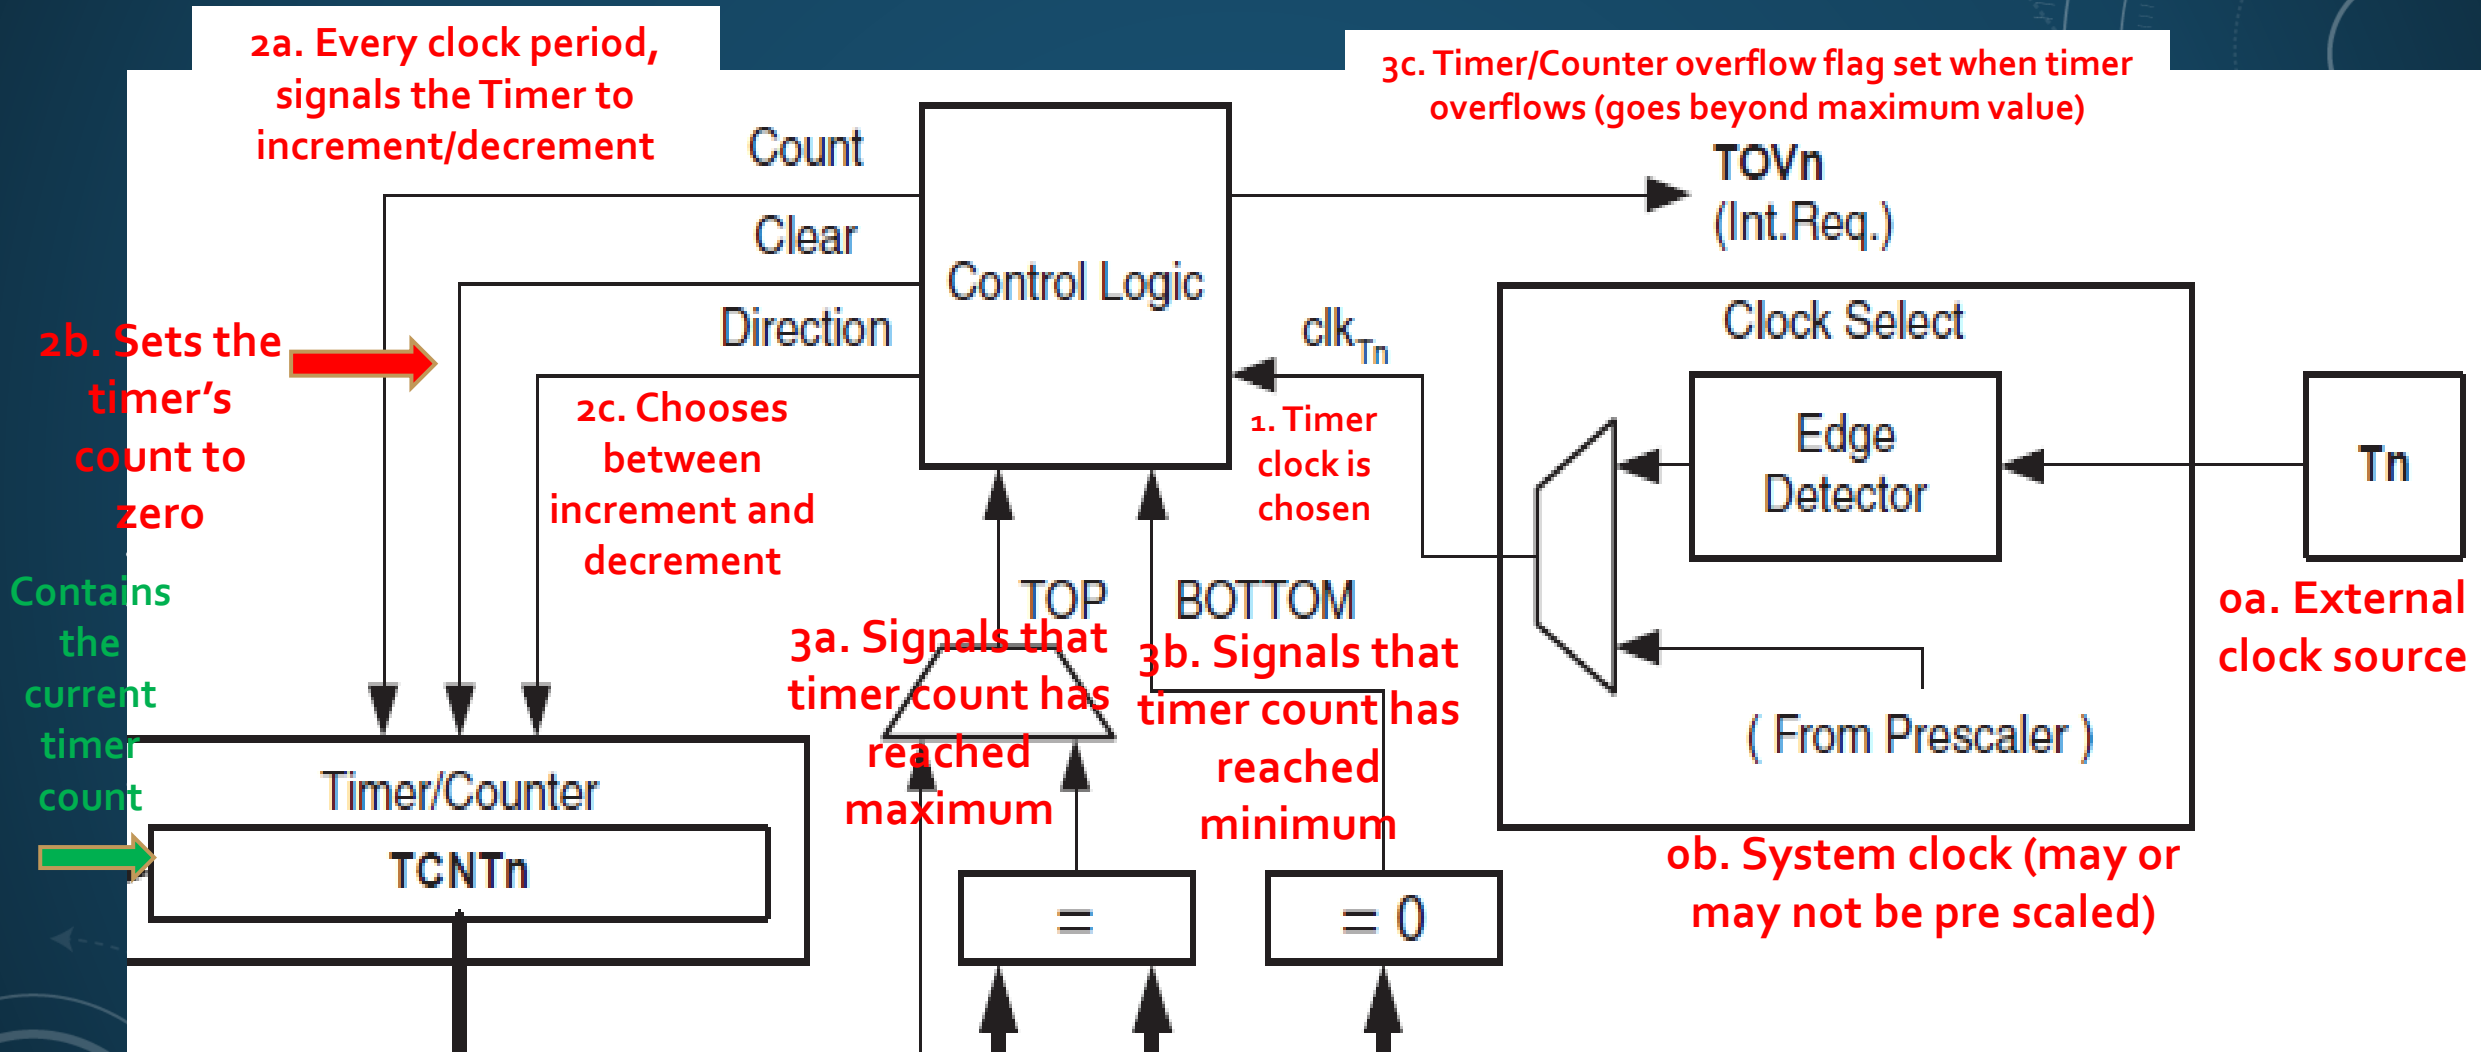 2a. Every clock period,
signals the Timer to
increment/decrement
3c. Timer/Counter overflow flag set when timer
overflows (goes beyond maximum value)
Count
TOVn
(Int.Req.)
Clear
Control Logic
Direction
clkTn
Clock Select
2b. Sets the
timer’s
count to
zero
2c. Chooses
between
increment and
decrement
1. Timer
clock is
chosen
Edge
Detector
Tn
0a. External
clock source
Contains
the
current
timer
count
TOP
BOTTOM
3a. Signals that
timer count has
reached
maximum
3b. Signals that
timer count has
reached
minimum
( From Prescaler )
Timer/Counter
TCNTn
=
= 0
0b. System clock (may or
may not be pre scaled)